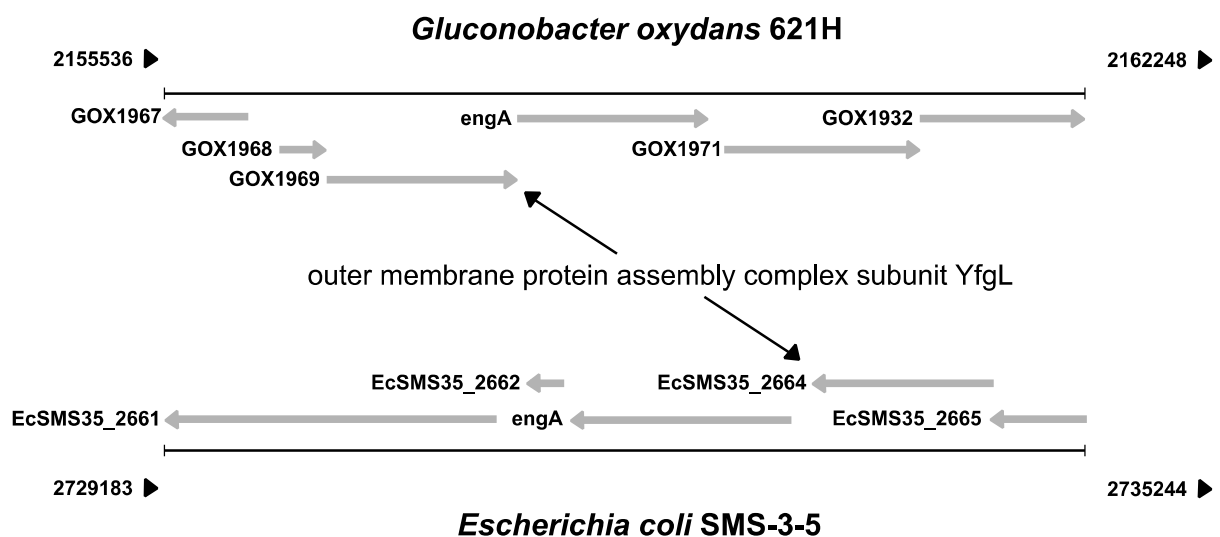 Gluconobacter oxydans 621H
2155536
2162248
GOX1967
engA
GOX1932
GOX1968
GOX1971
GOX1969
outer membrane protein assembly complex subunit YfgL
EcSMS35_2662
EcSMS35_2664
EcSMS35_2661
engA
EcSMS35_2665
2729183
2735244
Escherichia coli SMS-3-5